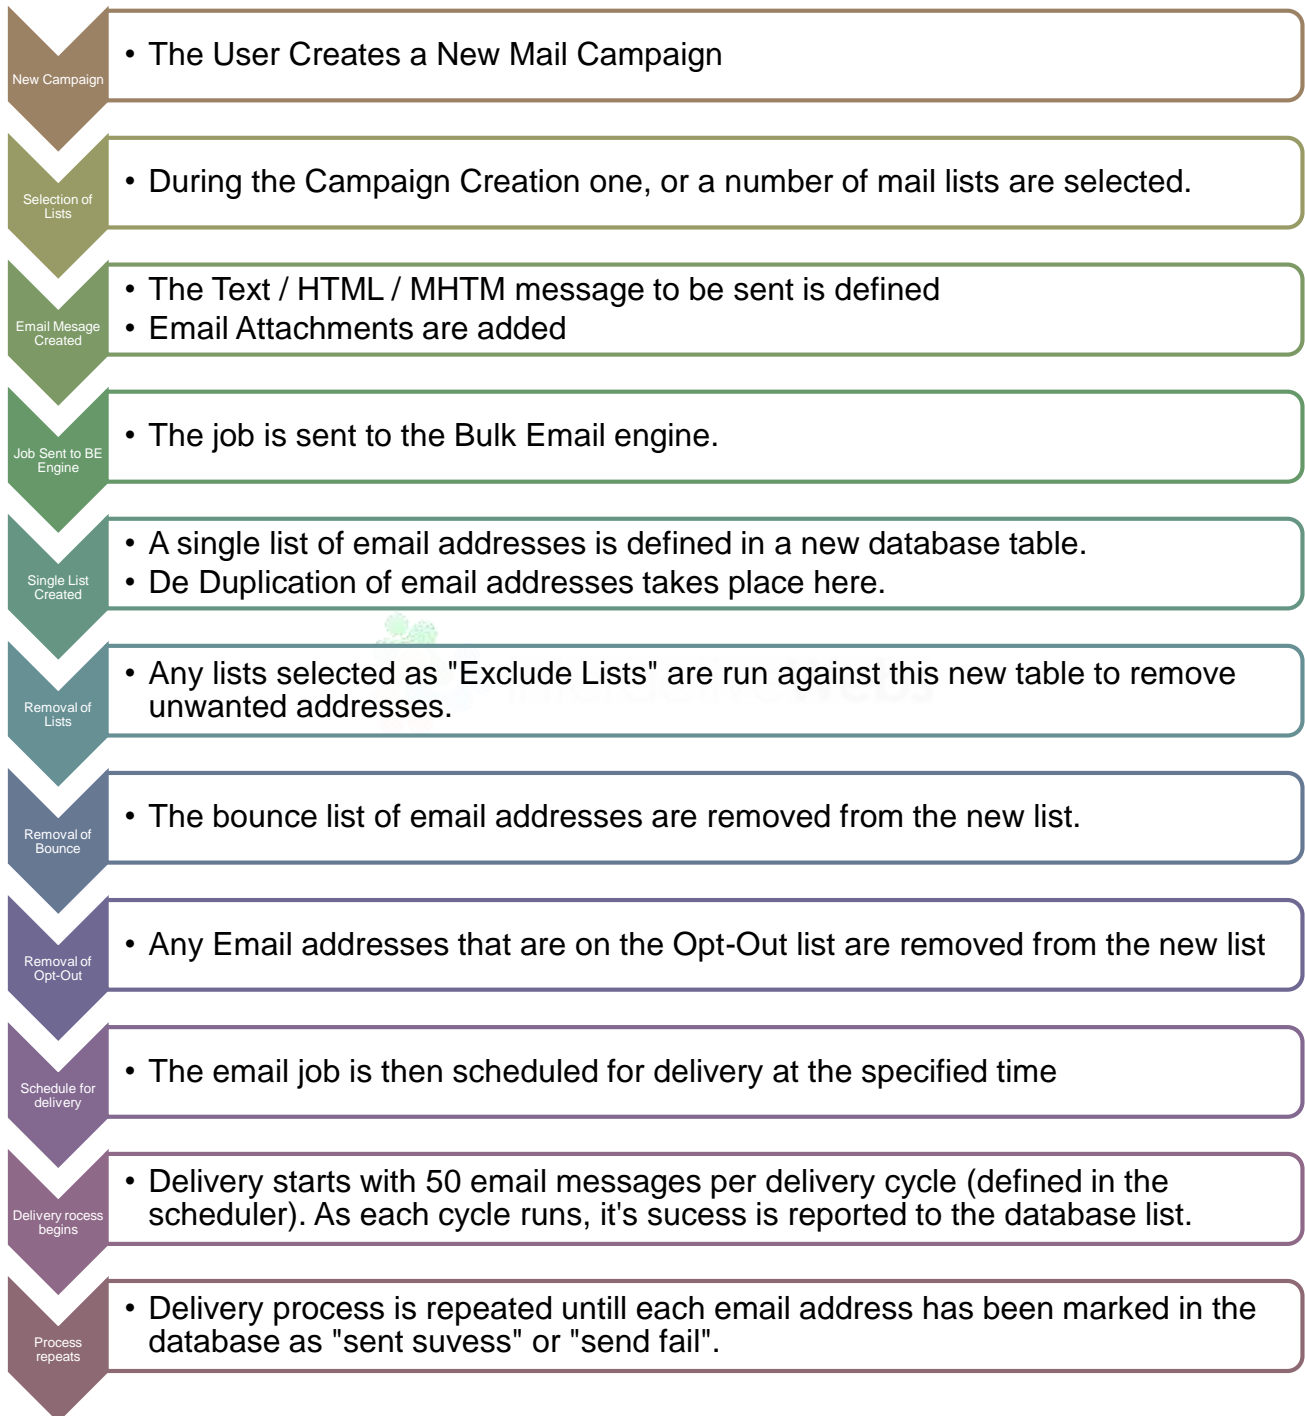 New Campaign
• The User Creates a New Mail Campaign
Selection of
Lists
• During the Campaign Creation one, or a number of mail lists are selected.
Email Mesage
Created
• The Text / HTML / MHTM message to be sent is defined
• Email Attachments are added
Job Sent to BE
Engine
• The job is sent to the Bulk Email engine.
Single List
Created
• A single list of email addresses is defined in a new database table.
• De Duplication of email addresses takes place here.
Removal of
Lists
• Any lists selected as "Exclude Lists" are run against this new table to remove
unwanted addresses.
Removal of
Bounce
• The bounce list of email addresses are removed from the new list.
Removal of
Opt-Out
• Any Email addresses that are on the Opt-Out list are removed from the new list
Schedule for
delivery
• The email job is then scheduled for delivery at the specified time
Delivery rocess
begins
• Delivery starts with 50 email messages per delivery cycle (defined in the
scheduler). As each cycle runs, it's sucess is reported to the database list.
Process
repeats
• Delivery process is repeated untill each email address has been marked in the
database as "sent suvess" or "send fail".